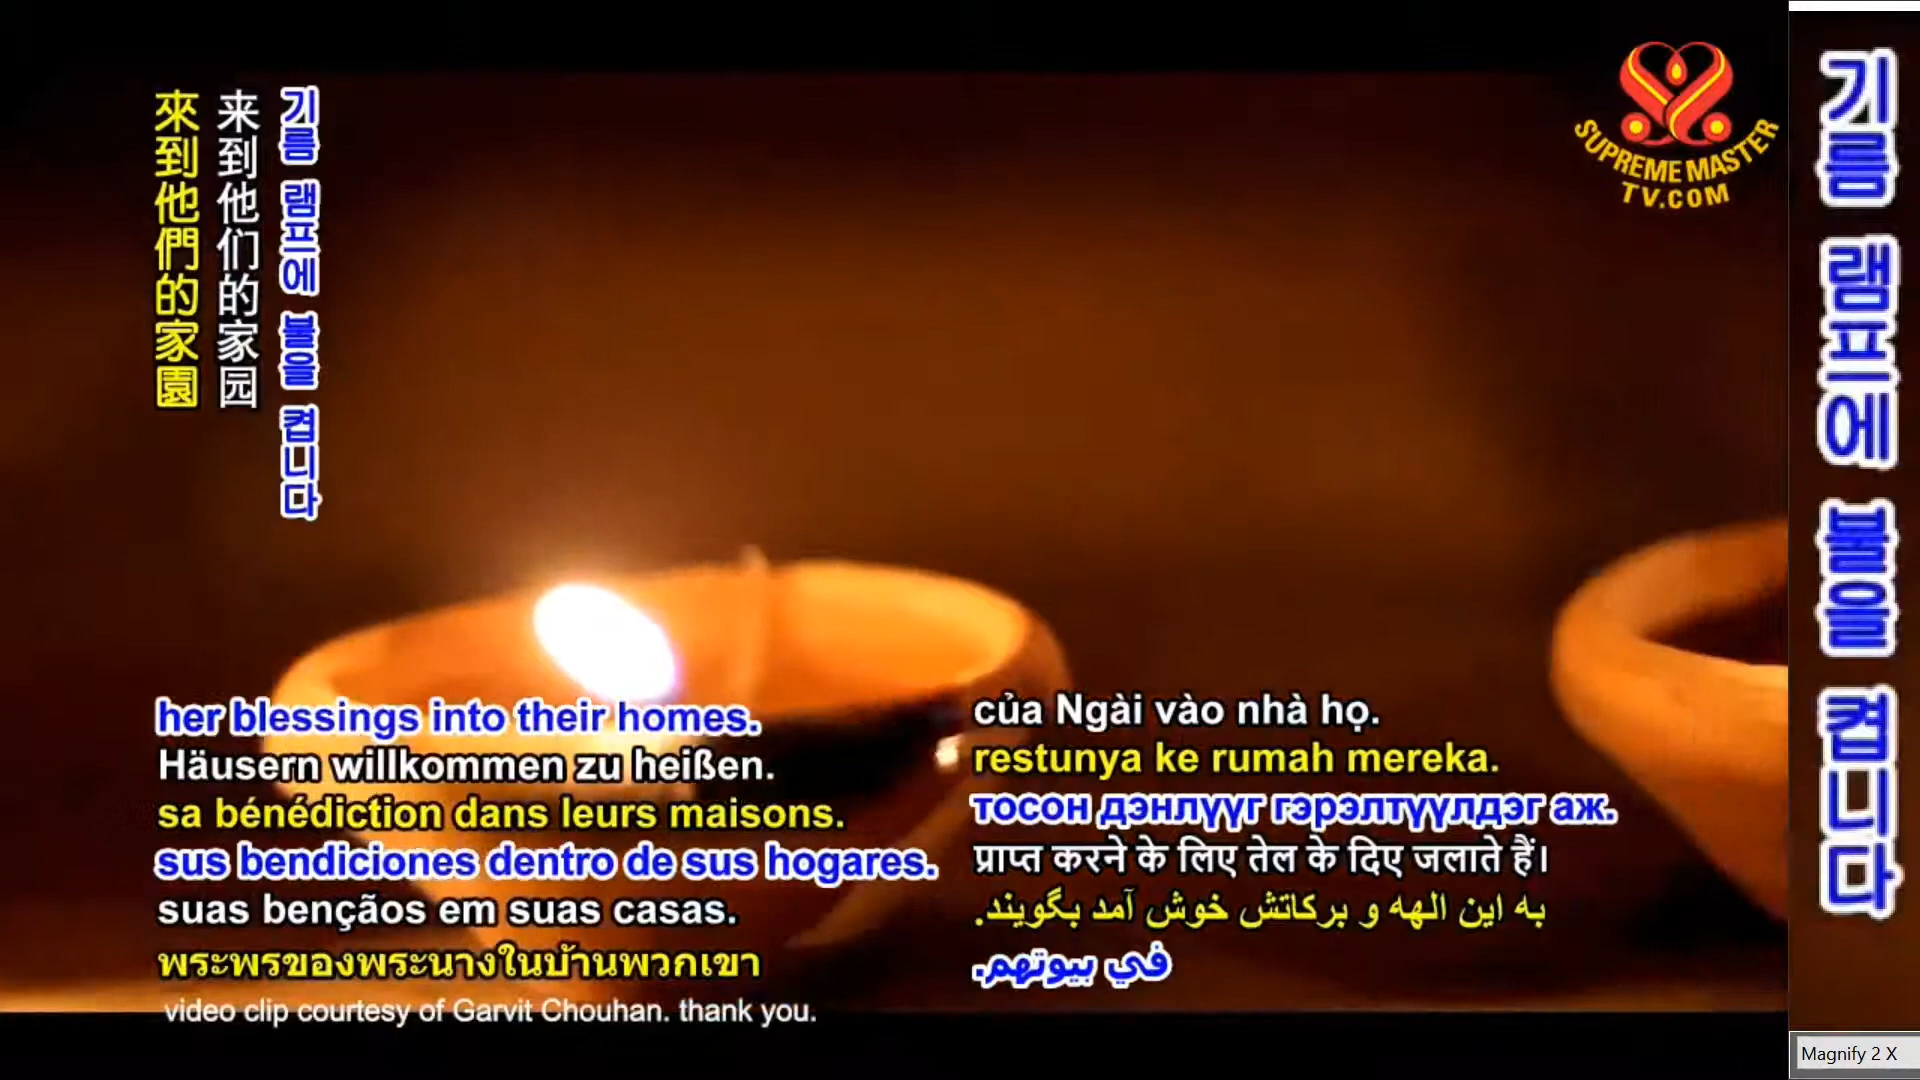 來到他們的家園
来到他们的家园
기름 램프에 불을 켭니다
SUPREME MASTER
TV.COM
her blessings into their homes.
Häusern willkommen zu heißen.
sa bénédiction dans leurs maisons.
sus bendiciones dentro de sus hogares.
suas bençãos em suas casas.
พระพรของพระนางในบ้านพวกเขา
video clip courtesy of Garvit Chouhan. thank you.
của Ngài vào nhà họ.
restunya ke rumah mereka.
тосон дэнлүүг гэрэлтүүлдэг аж.
प्राप्त करने के लिए तेल के दिए जलाते हैं।
به این الهه و برکاتش خوش آمد بگویند.
في بيوتهم.
기름 램프에 불을 켭니다
Magnify 2 X